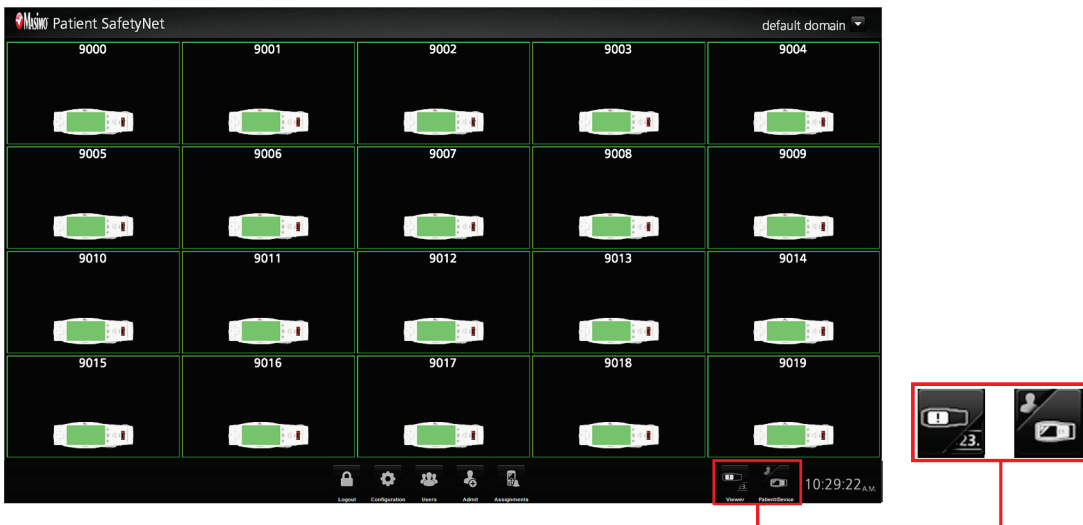 Masimo Patient SafetyNet
default domain
9000 9001 9002 9003 9004
9005 9006 9007 9008 9009
9010 9011 9012 9013 9014
9015 9016 9017 9018 9019
! 23.
Logout Configuration Users Admit Assignments Viewer Patient/Device 10:29:22 A.M.